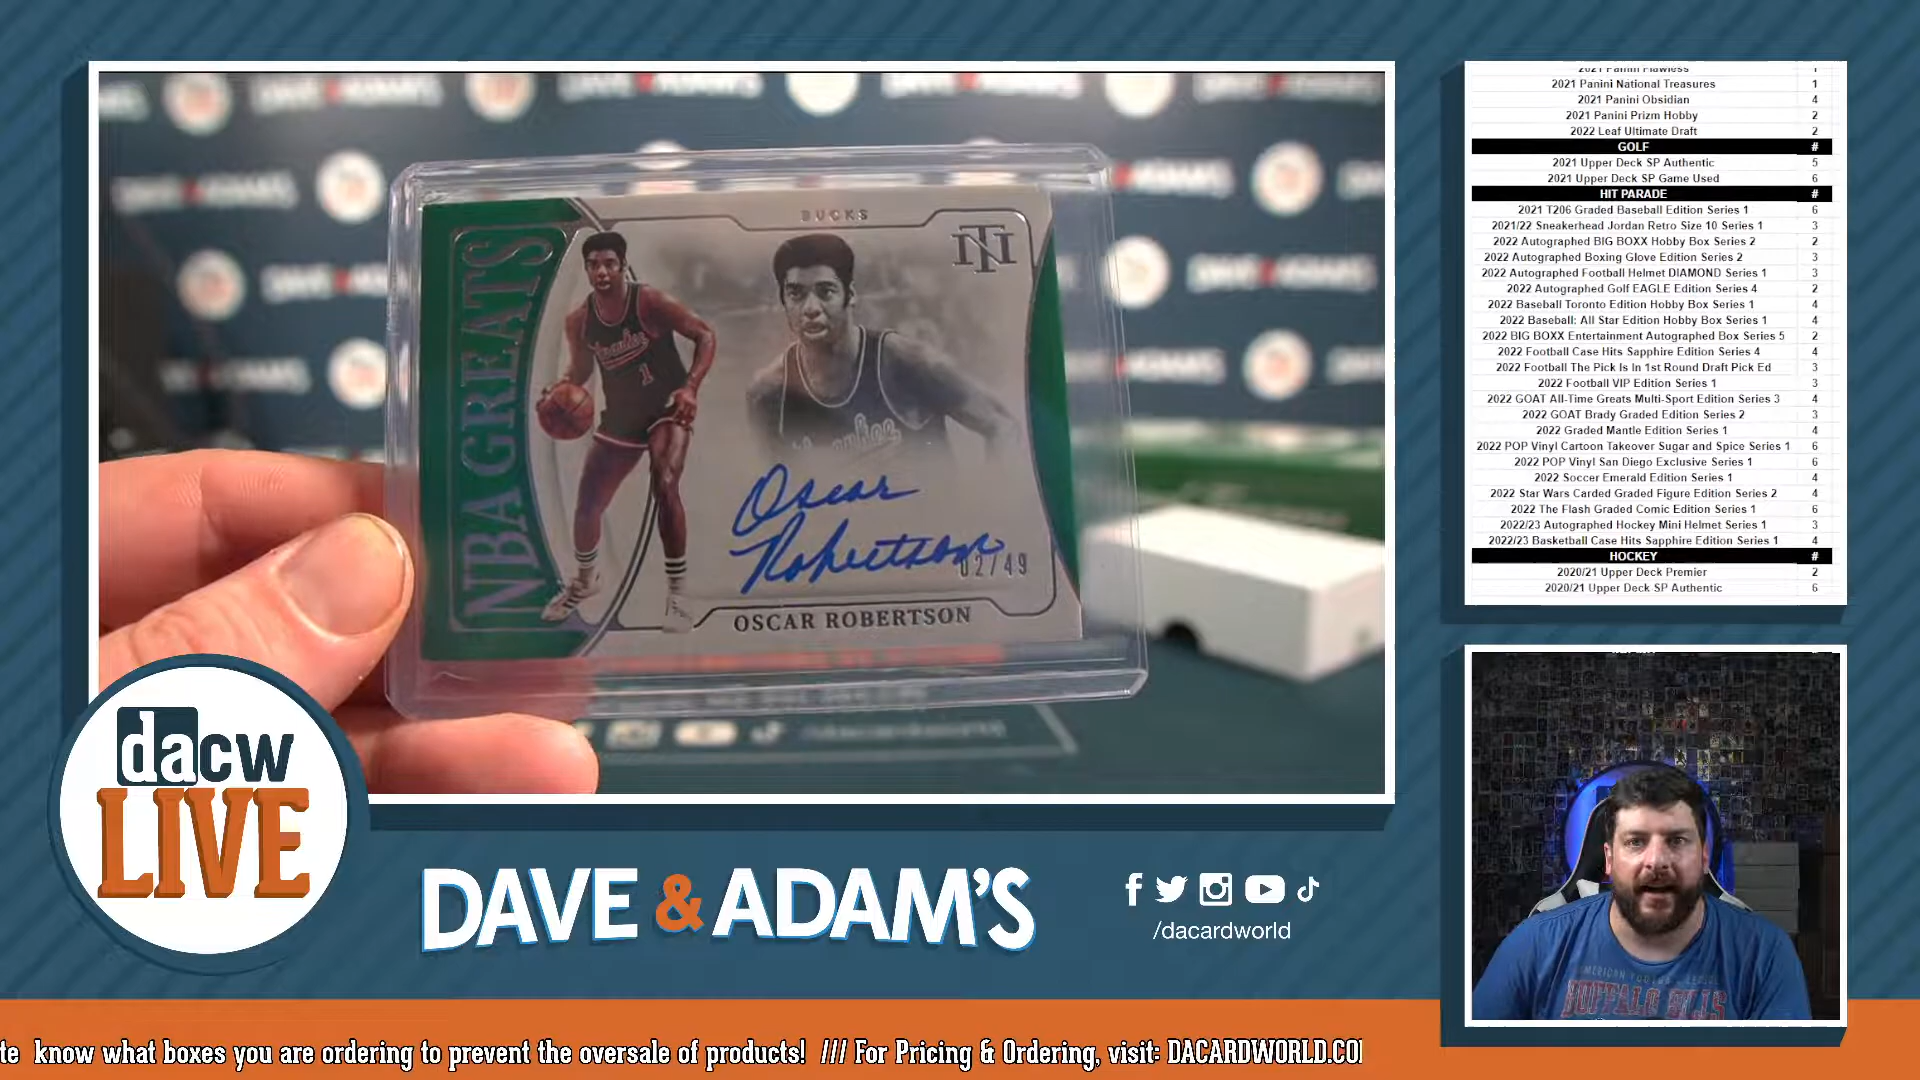 BUCKS
NBA GREATS
NT
1
Oscar
Robertson
02/49
OSCAR ROBERTSON
dacw
LIVE
DAVE & ADAM'S
/dacardworld
know what boxes you are ordering to prevent the oversale of products! /// For Pricing & Ordering, visit: DACARDWORLD.CO
2021 Panini Flawless 1
2021 Panini National Treasures 1
2021 Panini Obsidian 4
2021 Panini Prizm Hobby 2
2022 Leaf Ultimate Draft 2
GOLF #
2021 Upper Deck SP Authentic 5
2021 Upper Deck SP Game Used 6
HIT PARADE #
2021 T206 Graded Baseball Edition Series 1 6
2021/22 Sneakerhead Jordan Retro Size 10 Series 1 3
2022 Autographed BIG BOXX Hobby Box Series 2 2
2022 Autographed Boxing Glove Edition Series 2 3
2022 Autographed Football Helmet DIAMOND Series 1 3
2022 Autographed Golf EAGLE Edition Series 4 2
2022 Baseball Toronto Edition Hobby Box Series 1 4
2022 Baseball: All Star Edition Hobby Box Series 1 4
2022 BIG BOXX Entertainment Autographed Box Series 5 2
2022 Football Case Hits Sapphire Edition Series 4 4
2022 Football The Pick Is In 1st Round Draft Pick Ed 3
2022 Football VIP Edition Series 1 3
2022 GOAT All-Time Greats Multi-Sport Edition Series 3 4
2022 GOAT Brady Graded Edition Series 2 3
2022 Graded Mantle Edition Series 1 4
2022 POP Vinyl Cartoon Takeover Sugar and Spice Series 1 6
2022 POP Vinyl San Diego Exclusive Series 1 6
2022 Soccer Emerald Edition Series 1 4
2022 Star Wars Carded Graded Figure Edition Series 2 4
2022 The Flash Graded Comic Edition Series 1 6
2022/23 Autographed Hockey Mini Helmet Series 1 3
2022/23 Basketball Case Hits Sapphire Edition Series 1 4
HOCKEY #
2020/21 Upper Deck Premier 2
2020/21 Upper Deck SP Authentic 6
BUFFALO BILLS